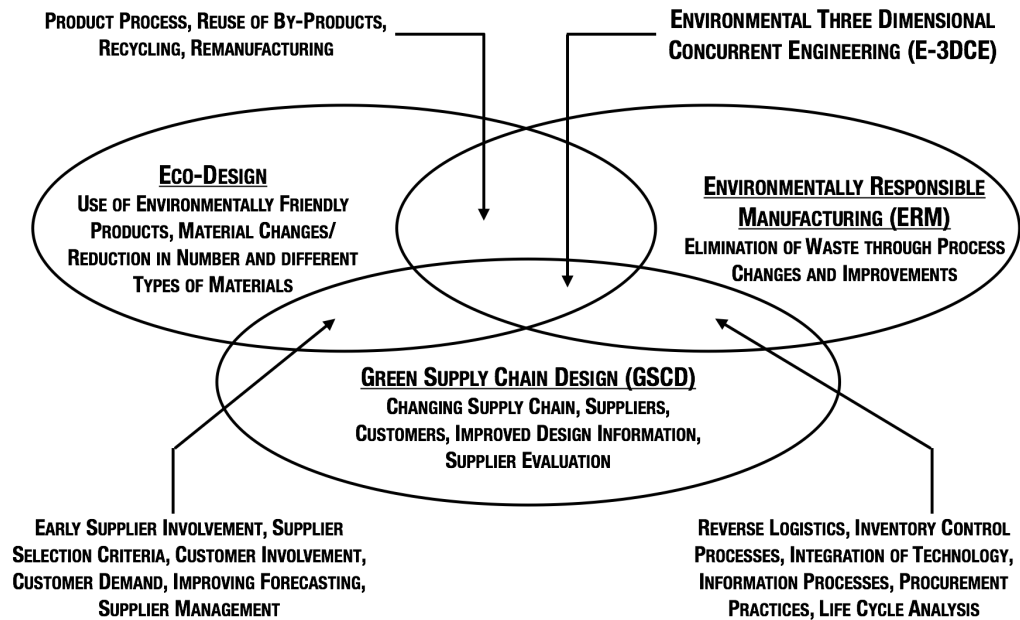 Product Process, Reuse of By-Products,
Recycling, Remanufacturing
Environmental Three Dimensional
Concurrent Engineering (E-3DCE)
Eco-Design
Use of Environmentally Friendly
Products, Material Changes/
Reduction in Number and different
Types of Materials
Environmentally Responsible
Manufacturing (ERM)
Elimination of Waste through Process
Changes and Improvements
Green Supply Chain Design (GSCD)
Changing Supply Chain, Suppliers,
Customers, Improved Design Information,
Supplier Evaluation
Early Supplier Involvement, Supplier
Selection Criteria, Customer Involvement,
Customer Demand, Improving Forecasting,
Supplier Management
Reverse Logistics, Inventory Control
Processes, Integration of Technology,
Information Processes, Procurement
Practices, Life Cycle Analysis